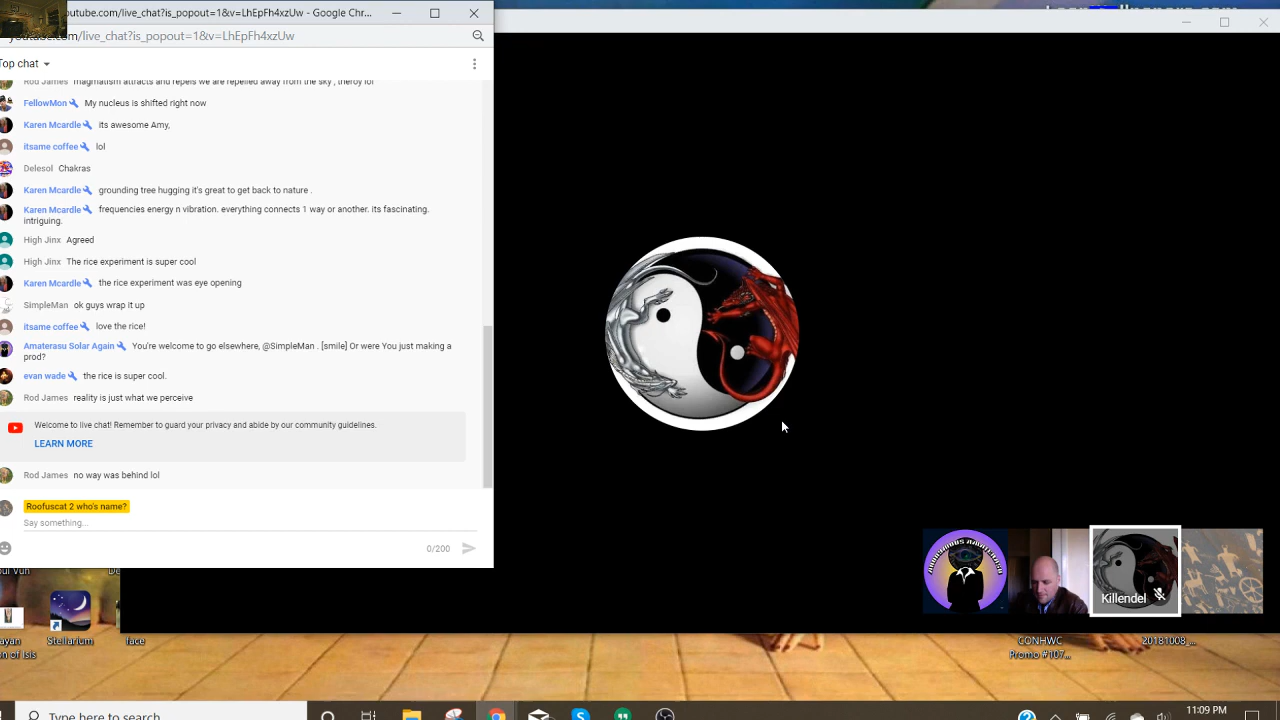 outube.com/live_chat?is_popout=1&v=LhEpFh4xzUw - Google Chr...
youtube.com/live_chat?is_popout=1&v=LhEpFh4xzUw
Top chat
Rod James magmatism attracts and repels we are repelled away from the sky , theroy lol
FellowMon My nucleus is shifted right now
Karen Mcardle its awesome Amy,
itsame coffee lol
Delesol Chakras
Karen Mcardle grounding tree hugging it's great to get back to nature .
Karen Mcardle frequencies energy n vibration. everything connects 1 way or another. its fascinating.
intriguing.
High Jinx Agreed
High Jinx The rice experiment is super cool
Karen Mcardle the rice experiment was eye opening
SimpleMan ok guys wrap it up
itsame coffee love the rice!
Amaterasu Solar Again You're welcome to go elsewhere, @SimpleMan . [smile] Or were You just making a
prod?
evan wade the rice is super cool.
Rod James reality is just what we perceive
Welcome to live chat! Remember to guard your privacy and abide by our community guidelines.
LEARN MORE
Rod James no way was behind lol
Roofuscat 2 who's name?
Say something...
0/200
Killendel
ayan
on of Isis
Stellarium
face
CONHWC
Promo #107...
20181008_...
Type here to search
11:09 PM